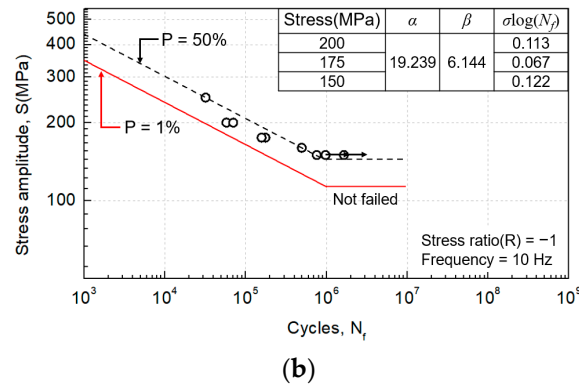 Stress(MPa) α β σlog(Nf)
200 0.113
175 19.239 6.144 0.067
150 0.122
P = 50%
P = 1%
Not failed
Stress ratio(R) = −1
Frequency = 10 Hz
Stress amplitude, S(MPa)
500
400
300
200
100
10³ 10⁴ 10⁵ 10⁶ 10⁷ 10⁸ 10⁹
Cycles, Nf
(b)